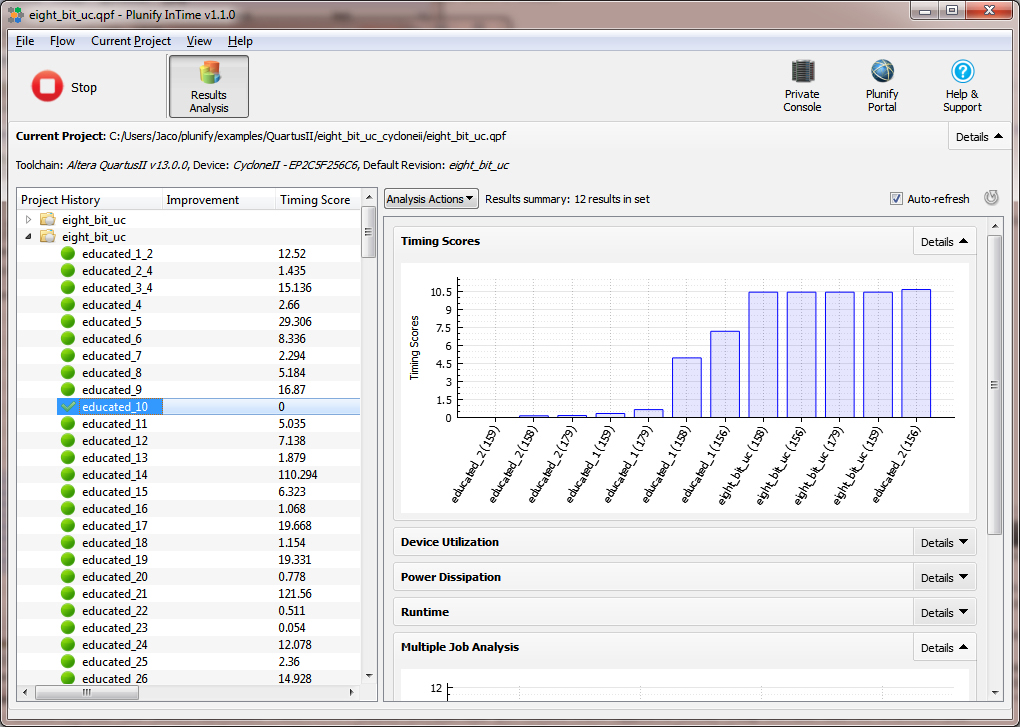 eight_bit_uc.qpf - Plunify InTime v1.1.0
File Flow Current Project View Help
Stop
Results Analysis
Private Console
Plunify Portal
Help & Support
Current Project: C:/Users/Jaco/plunify/examples/QuartusII/eight_bit_uc_cycloneii/eight_bit_uc.qpf
Details
Toolchain: Altera QuartusII v13.0.0, Device: CycloneII - EP2C5F256C6, Default Revision: eight_bit_uc
Project History Improvement Timing Score
eight_bit_uc
eight_bit_uc
educated_1_2 12.52
educated_2_4 1.435
educated_3_4 15.136
educated_4 2.66
educated_5 29.306
educated_6 8.336
educated_7 2.294
educated_8 5.184
educated_9 16.87
educated_10 0
educated_11 5.035
educated_12 7.138
educated_13 1.879
educated_14 110.294
educated_15 6.323
educated_16 1.068
educated_17 19.668
educated_18 1.154
educated_19 19.331
educated_20 0.778
educated_21 121.56
educated_22 0.511
educated_23 0.054
educated_24 12.078
educated_25 2.36
educated_26 14.928
Analysis Actions Results summary: 12 results in set Auto-refresh
Timing Scores Details
Timing Scores
10.5
9
7.5
6
4.5
3
1.5
0
educated_2 (159)
educated_2 (158)
educated_2 (179)
educated_1 (159)
educated_1 (179)
educated_1 (158)
educated_1 (156)
eight_bit_uc (158)
eight_bit_uc (156)
eight_bit_uc (179)
eight_bit_uc (159)
educated_2 (156)
Device Utilization Details
Power Dissipation Details
Runtime Details
Multiple Job Analysis Details
12